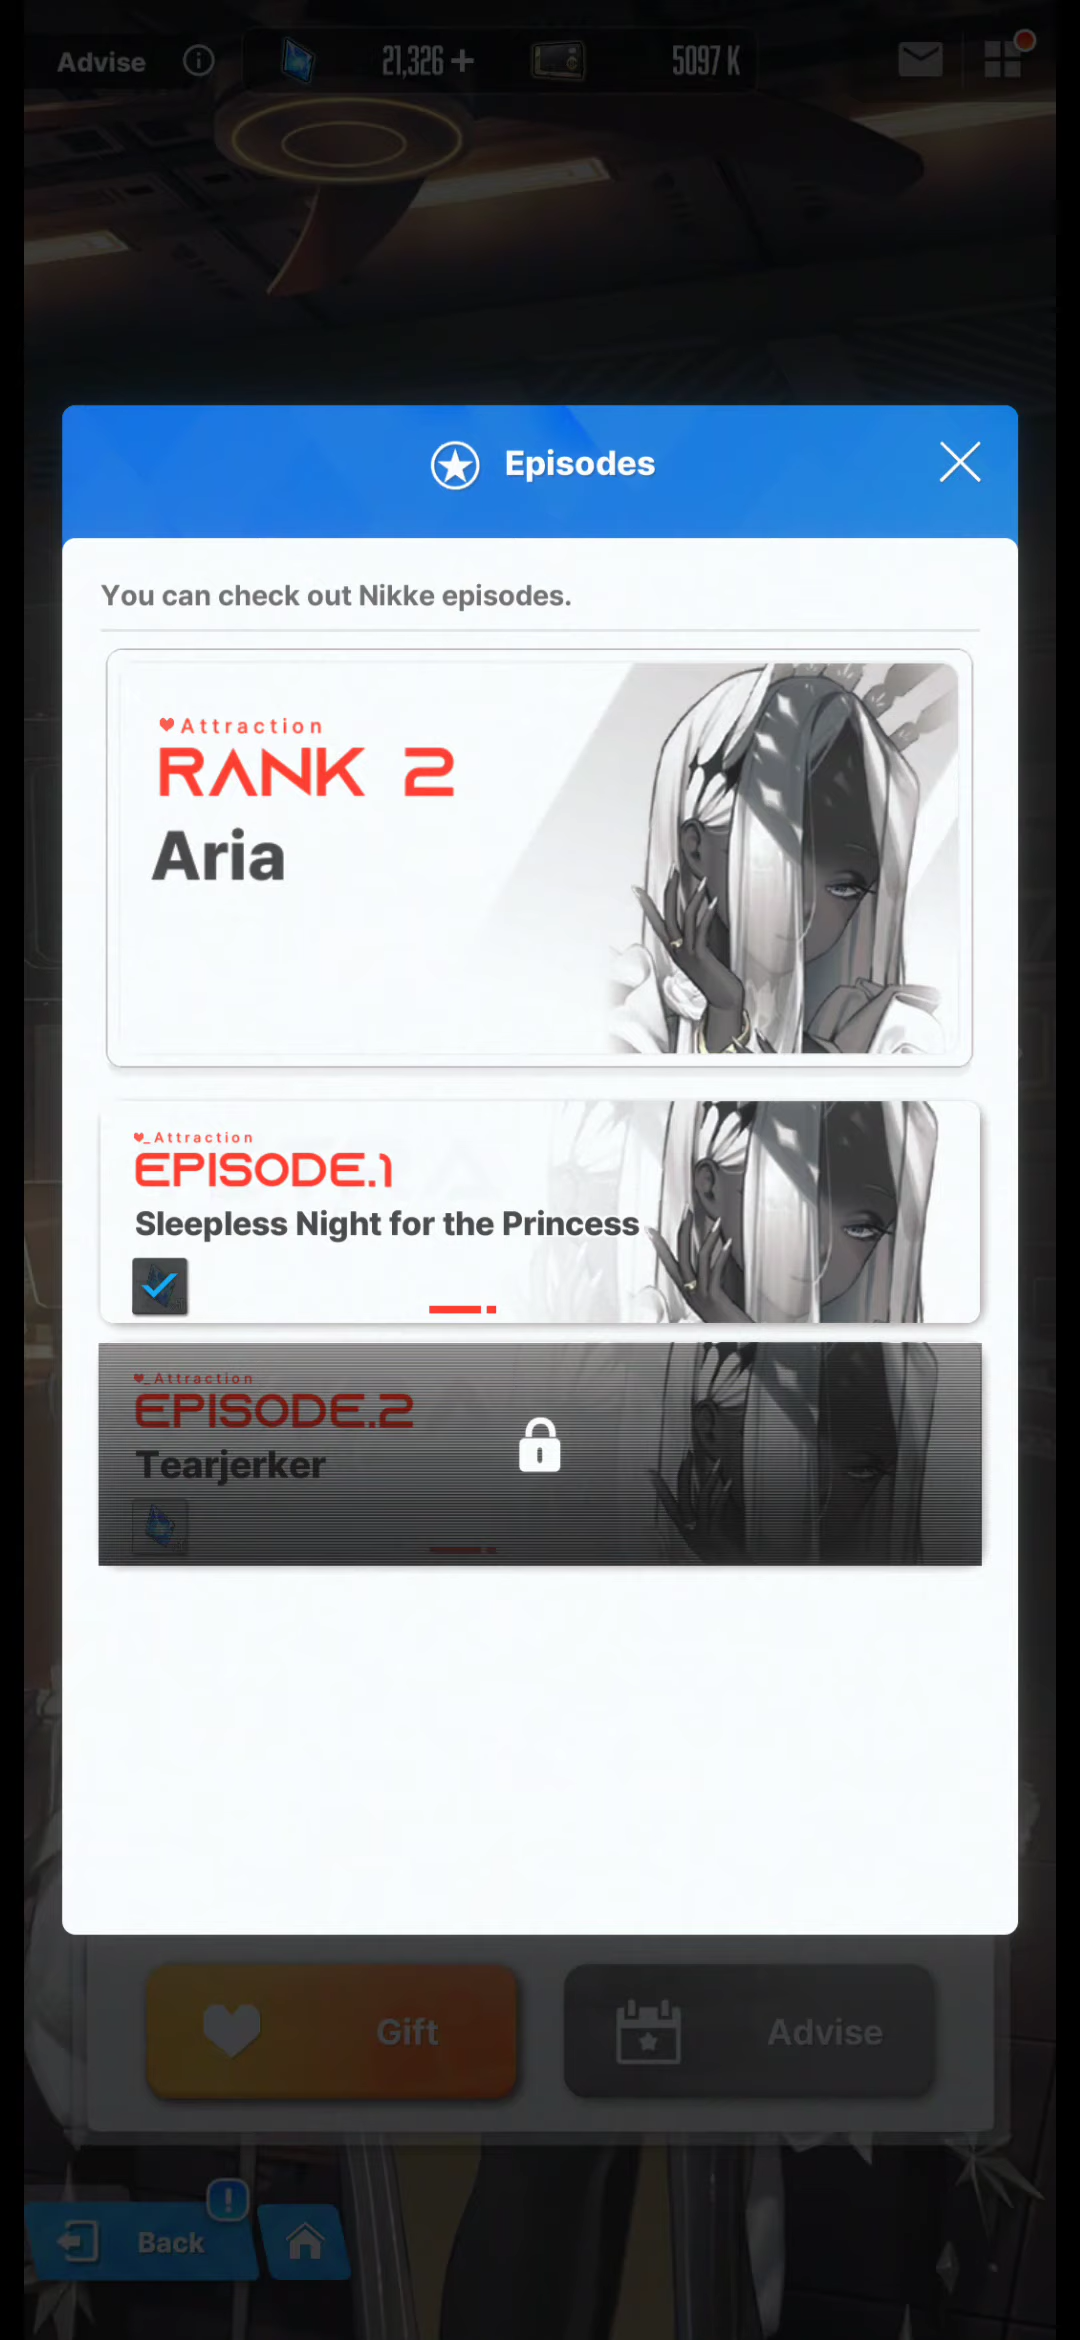 Advise
21,326 +
5097 K
Episodes
You can check out Nikke episodes.
Attraction
RANK 2
Aria
Attraction
EPISODE.1
Sleepless Night for the Princess
Attraction
EPISODE.2
Tearjerker
Gift
Advise
Back